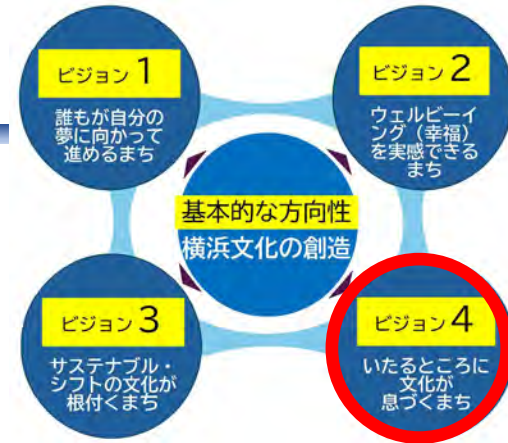 ビジョン 1
誰もが自分の
夢に向かって
進めるまち
ビジョン 2
ウェルビーイ
ング（幸福）
を実感できる
まち
基本的な方向性
横浜文化の創造
ビジョン 3
サステナブル・
シフトの文化が
根付くまち
ビジョン 4
いたるところに
文化が
息づくまち